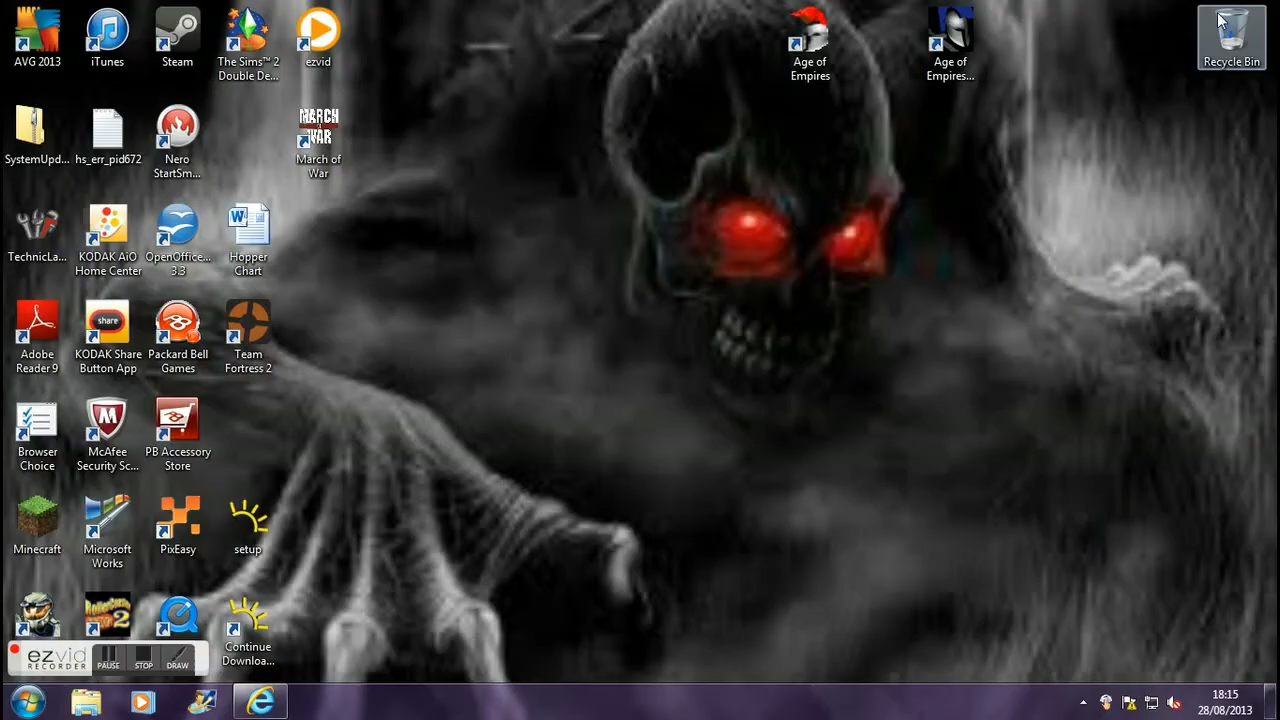 AVG 2013
iTunes
Steam
The Sims™ 2
Double De...
ezvid
Age of
Empires
Age of
Empires...
Recycle Bin
SystemUpd...
hs_err_pid672
Nero
StartSm...
MARCH
WAR
March of
War
TechnicLa...
KODAK AiO
Home Center
OpenOffice....
3.3
W
Hopper
Chart
Adobe
Reader 9
share
KODAK Share
Button App
Packard Bell
Games
Team
Fortress 2
Browser
Choice
McAfee
Security Sc...
PB Accessory
Store
Minecraft
Microsoft
Works
PixEasy
setup
2
Continue
Downloa...
ezvid
RECORDER
PAUSE
STOP
DRAW
18:15
28/08/2013